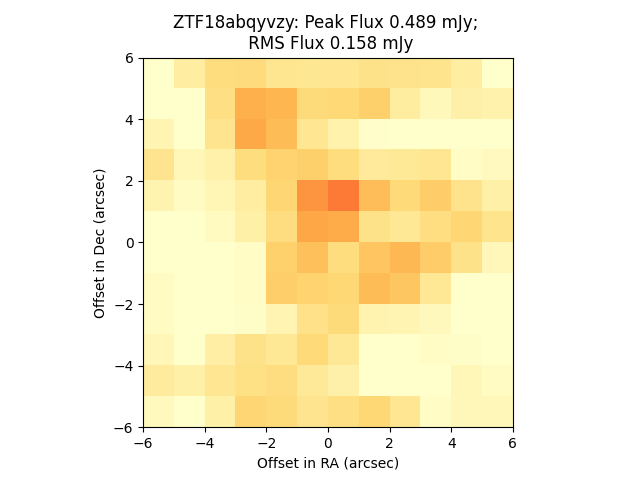 ZTF18abqyvzy: Peak Flux 0.489 mJy;
RMS Flux 0.158 mJy
6
4
2
0
−2
−4
−6
Offset in Dec (arcsec)
−6 −4 −2 0 2 4 6
Offset in RA (arcsec)